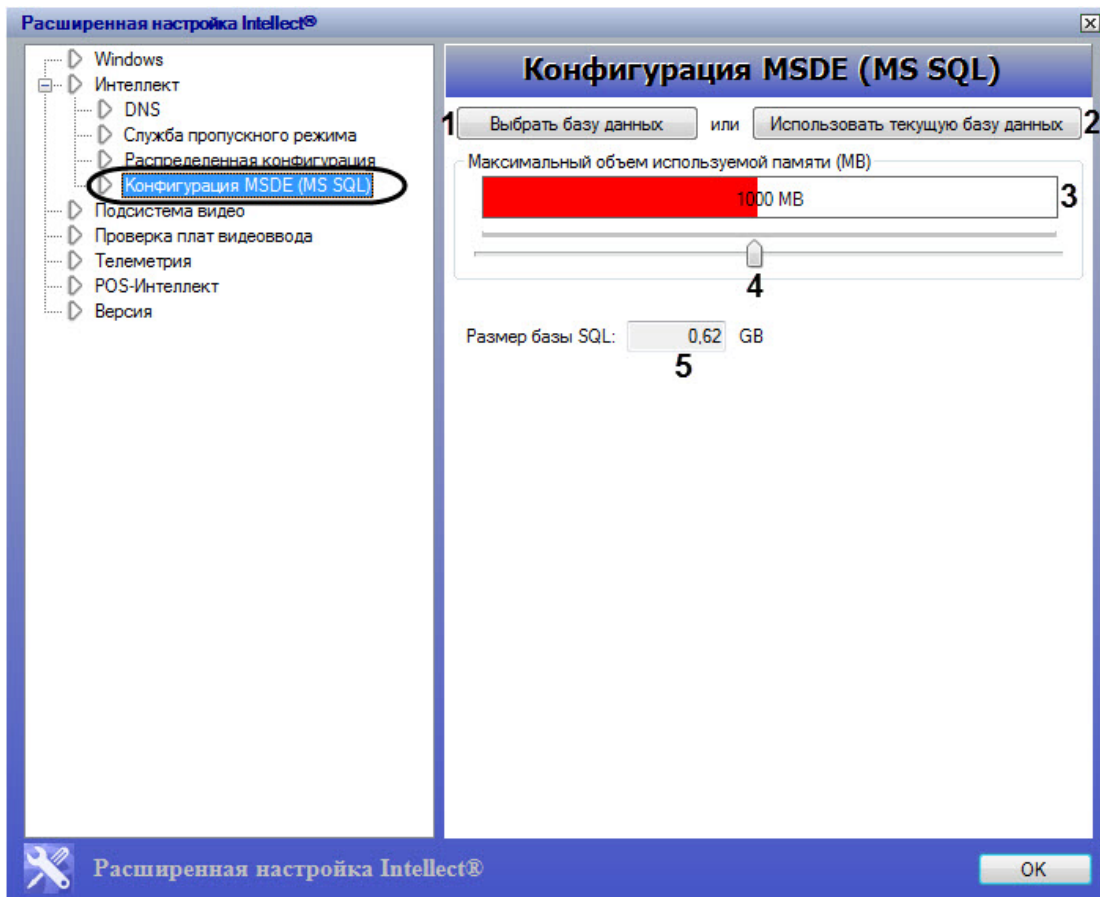 Расширенная настройка Intellect®
Windows
Интеллект
DNS
Служба пропускного режима
Распределенная конфигурация
Конфигурация MSDE (MS SQL)
Подсистема видео
Проверка плат видеоввода
Телеметрия
POS-Интеллект
Версия
Конфигурация MSDE (MS SQL)
1 Выбрать базу данных или Использовать текущую базу данных 2
Максимальный объем используемой памяти (MB)
1000 MB 3
4
Размер базы SQL: 0,62 GB
5
Расширенная настройка Intellect®
OK